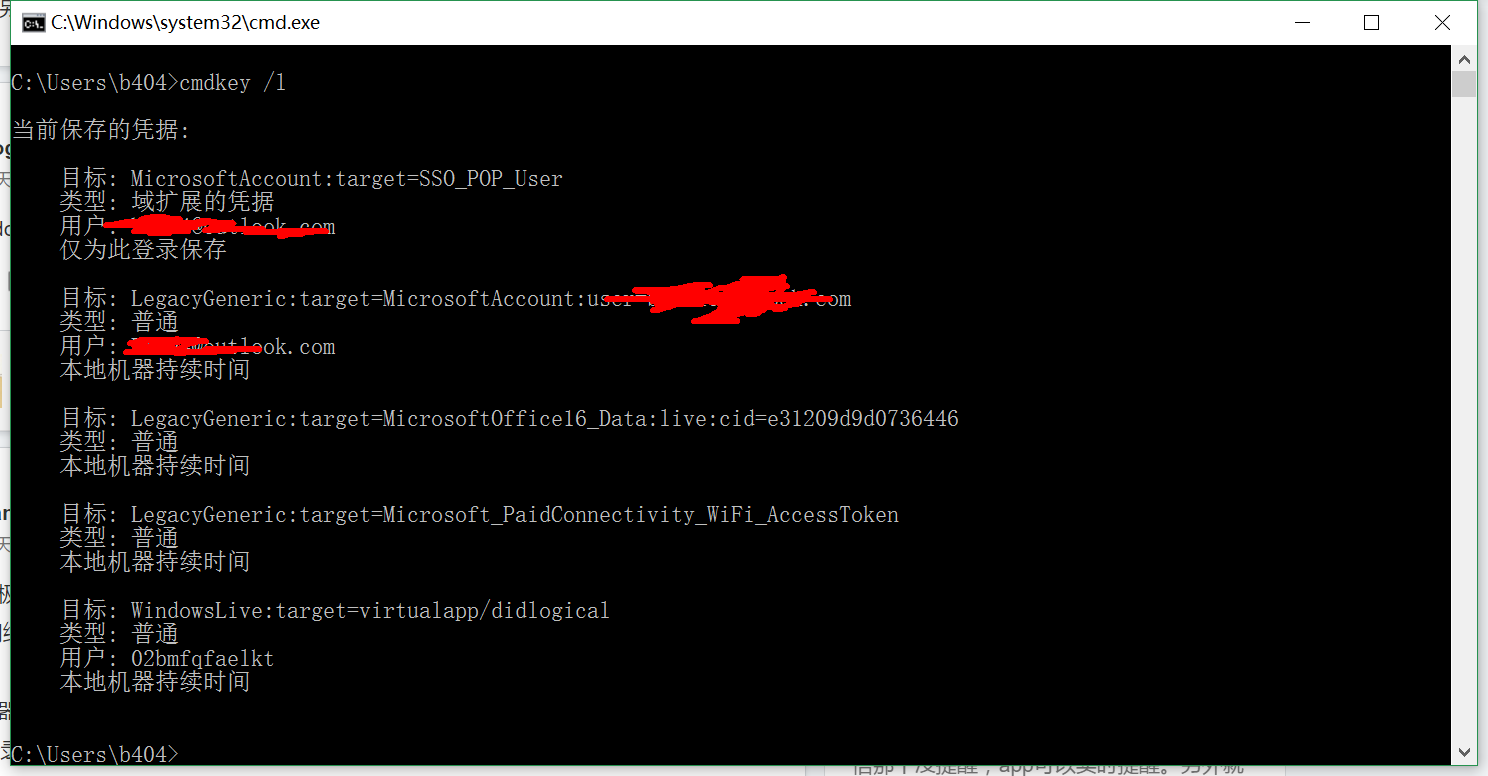 C:\Windows\system32\cmd.exe
C:\Users\b404>cmdkey /l
当前保存的凭据:
目标: MicrosoftAccount:target=SSO_POP_User
类型: 域扩展的凭据
用户: outlook.com
仅为此登录保存
目标: LegacyGeneric:target=MicrosoftAccount:user= .com
类型: 普通
用户: @outlook.com
本地机器持续时间
目标: LegacyGeneric:target=MicrosoftOffice16_Data:live:cid=e31209d9d0736446
类型: 普通
本地机器持续时间
目标: LegacyGeneric:target=Microsoft_PaidConnectivity_WiFi_AccessToken
类型: 普通
本地机器持续时间
目标: WindowsLive:target=virtualapp/didlogical
类型: 普通
用户: 02bmfqfaelkt
本地机器持续时间
C:\Users\b404>